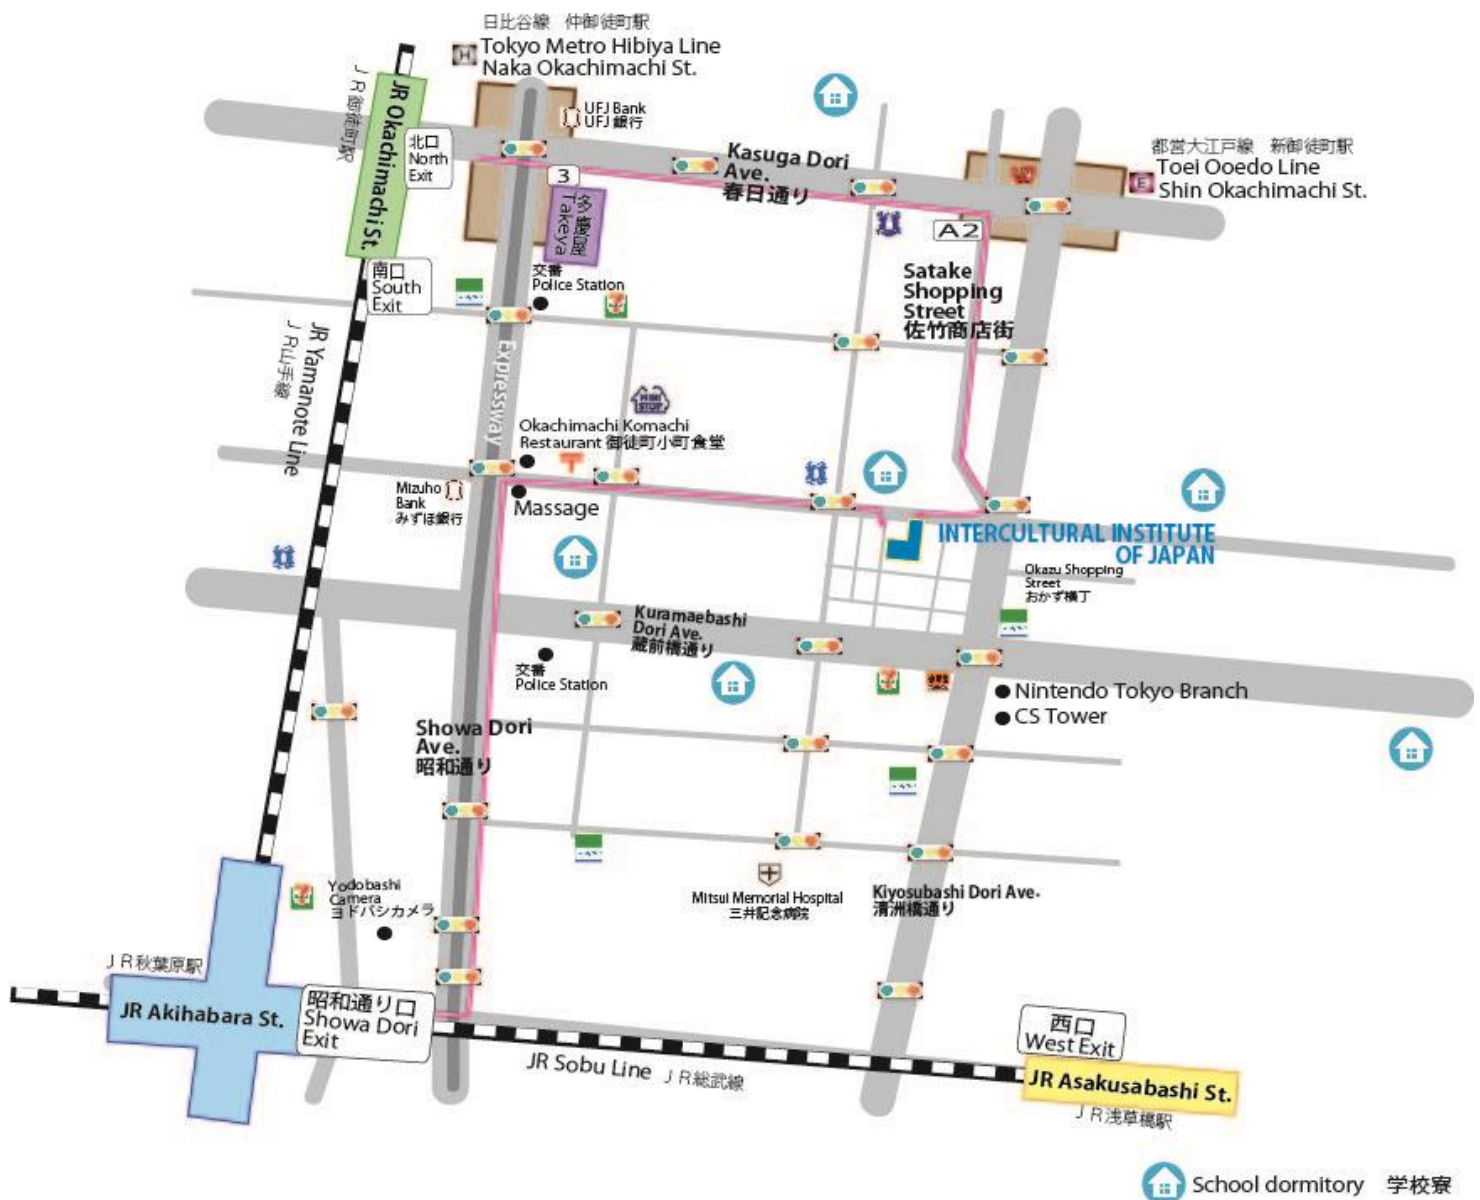 日比谷線 仲御徒町駅
H
Tokyo Metro Hibiya Line
Naka Okachimachi St.
JR Okachimachi St.
JR御徒町駅
UFJ Bank
UFJ 銀行
北口
North
Exit
3
Takeya
Kasuga Dori
Ave.
春日通り
都営大江戸線 新御徒町駅
E
Toei Ooedo Line
Shin Okachimachi St.
A2
南口
South
Exit
交番
Police Station
Satake
Shopping
Street
佐竹商店街
JR Yamanote Line
JR山手線
Expressway
MINI
STOP
Okachimachi Komachi
Restaurant 御徒町小町食堂
Mizuho
Bank
みずほ銀行
Massage
INTERCULTURAL INSTITUTE
OF JAPAN
Okazu Shopping
Street
おかず横丁
Kuramaebashi
Dori Ave.
蔵前橋通り
交番
Police Station
Nintendo Tokyo Branch
CS Tower
Showa Dori
Ave.
昭和通り
Yodobashi
Camera
ヨドバシカメラ
Mitsui Memorial Hospital
三井記念病院
Kiyosubashi Dori Ave.
清洲橋通り
JR秋葉原駅
JR Akihabara St.
昭和通り口
Showa Dori
Exit
JR Sobu Line JR総武線
西口
West Exit
JR Asakusabashi St.
JR浅草橋駅
School dormitory 学校寮